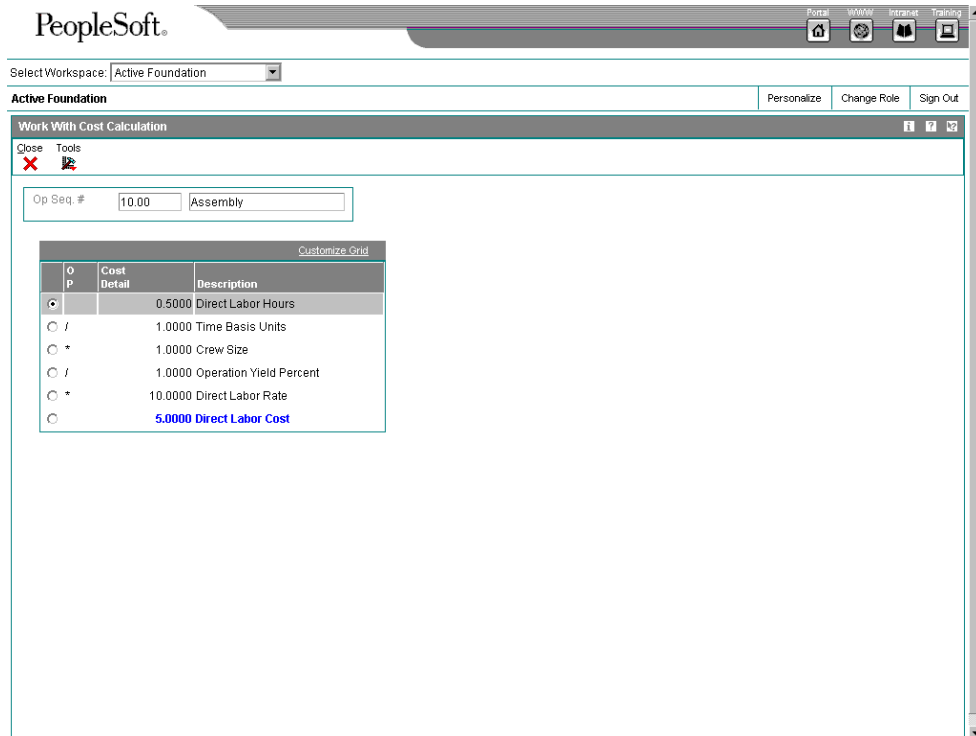 Portal WWW Intranet Training
PeopleSoft®
Select Workspace: Active Foundation
Active Foundation Personalize Change Role Sign Out
Work With Cost Calculation i ? ?
Close Tools
Op Seq. # 10.00 Assembly
Customize Grid
O Cost
P Detail Description
0.5000 Direct Labor Hours
/ 1.0000 Time Basis Units
* 1.0000 Crew Size
/ 1.0000 Operation Yield Percent
* 10.0000 Direct Labor Rate
5.0000 Direct Labor Cost